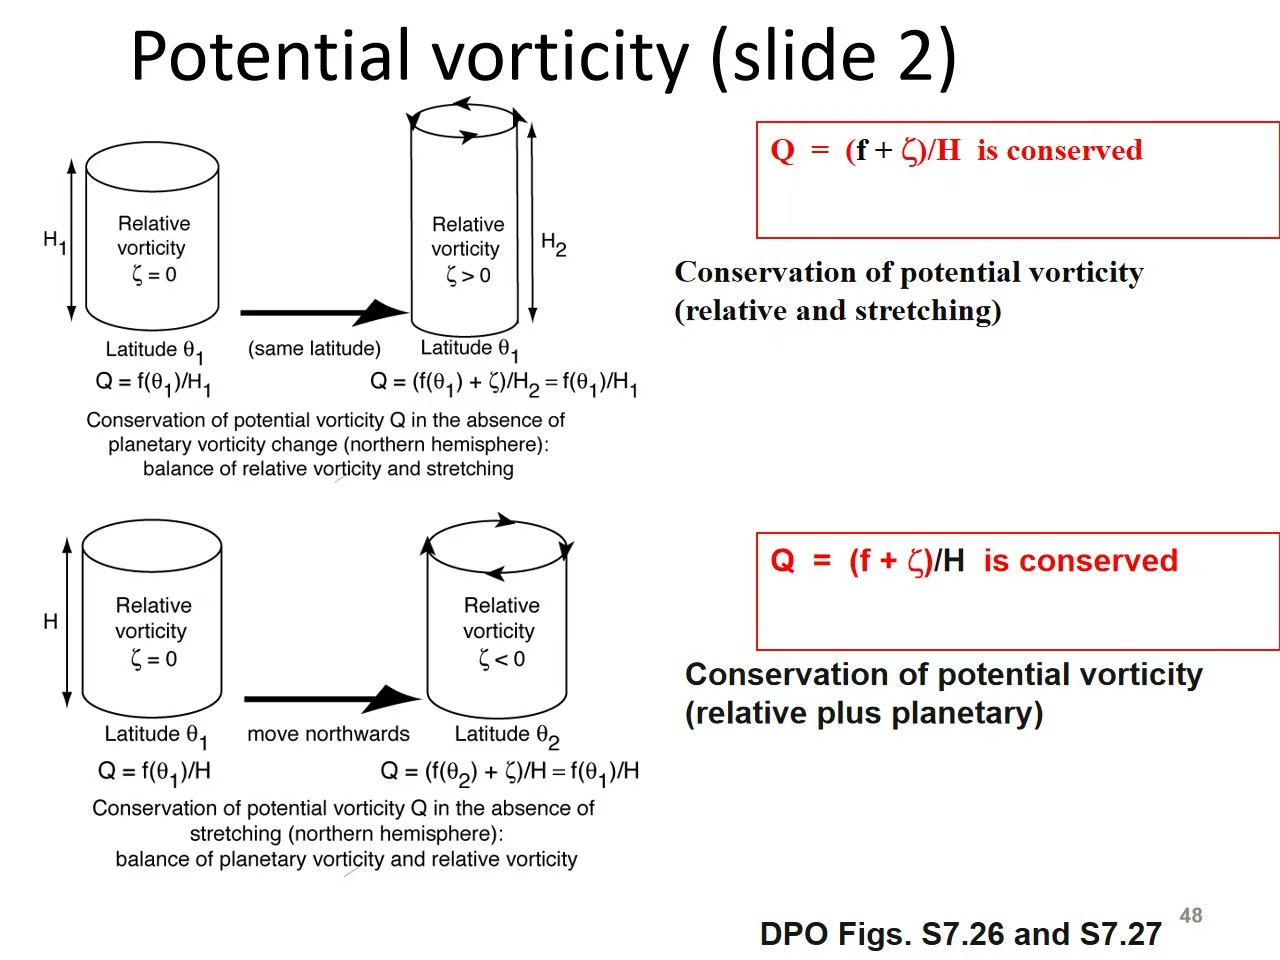 Potential vorticity (slide 2)
H₁
Relative
vorticity
ζ = 0
Relative
vorticity
ζ > 0
H₂
Latitude θ₁
(same latitude)
Latitude θ₁
Q = f(θ₁)/H₁
Q = (f(θ₁) + ζ)/H₂ = f(θ₁)/H₁
Conservation of potential vorticity Q in the absence of
planetary vorticity change (northern hemisphere):
balance of relative vorticity and stretching
Q = (f + ζ)/H is conserved
Conservation of potential vorticity
(relative and stretching)
H
Relative
vorticity
ζ = 0
Relative
vorticity
ζ < 0
Latitude θ₁
move northwards
Latitude θ₂
Q = f(θ₁)/H
Q = (f(θ₂) + ζ)/H = f(θ₁)/H
Conservation of potential vorticity Q in the absence of
stretching (northern hemisphere):
balance of planetary vorticity and relative vorticity
Q = (f + ζ)/H is conserved
Conservation of potential vorticity
(relative plus planetary)
48
DPO Figs. S7.26 and S7.27